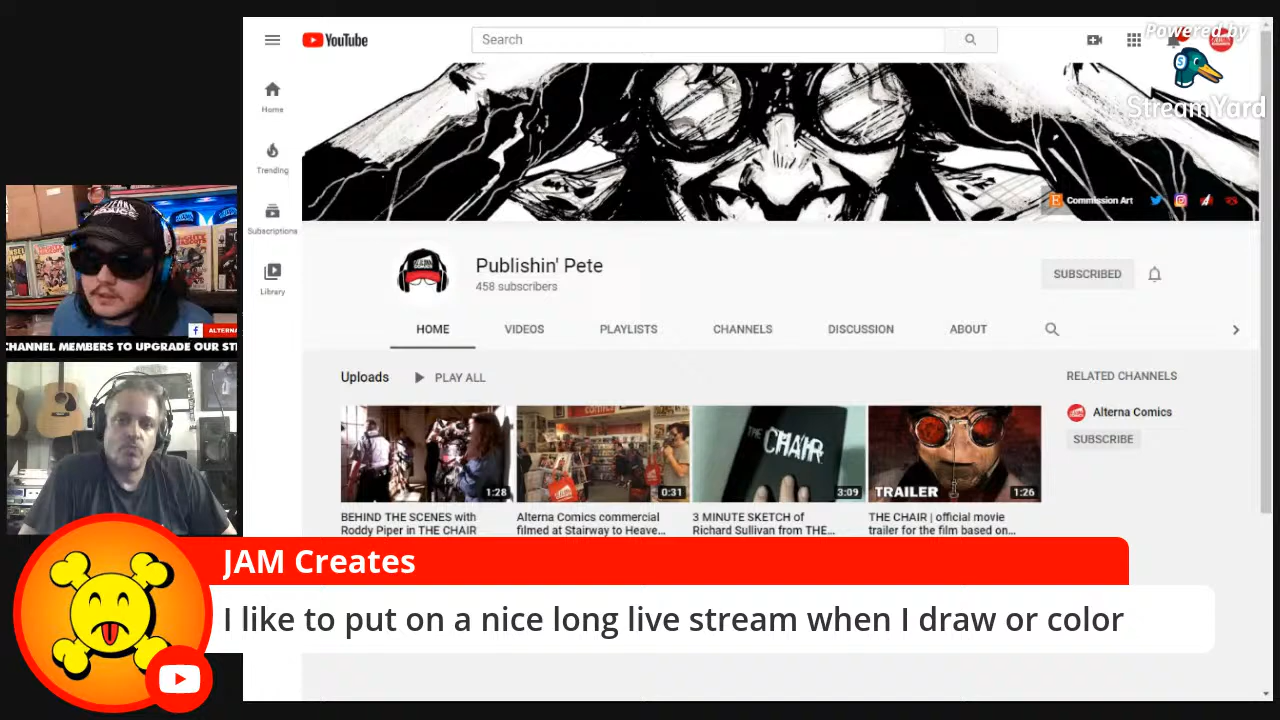 Powered by
StreamYard
YouTube
Search
Home
Trending
Subscriptions
Library
Commission Art
Publishin' Pete
458 subscribers
SUBSCRIBED
HOME VIDEOS PLAYLISTS CHANNELS DISCUSSION ABOUT
Uploads PLAY ALL
RELATED CHANNELS
Alterna Comics
SUBSCRIBE
1:28
comics
0:31
THE CHAIR
3:09
TRAILER
1:26
BEHIND THE SCENES with
Roddy Piper in THE CHAIR
Alterna Comics commercial
filmed at Stairway to Heave...
3 MINUTE SKETCH of
Richard Sullivan from THE...
THE CHAIR | official movie
trailer for the film based on...
ALTERNA
CHANNEL MEMBERS TO UPGRADE OUR ST
JAM Creates
I like to put on a nice long live stream when I draw or color